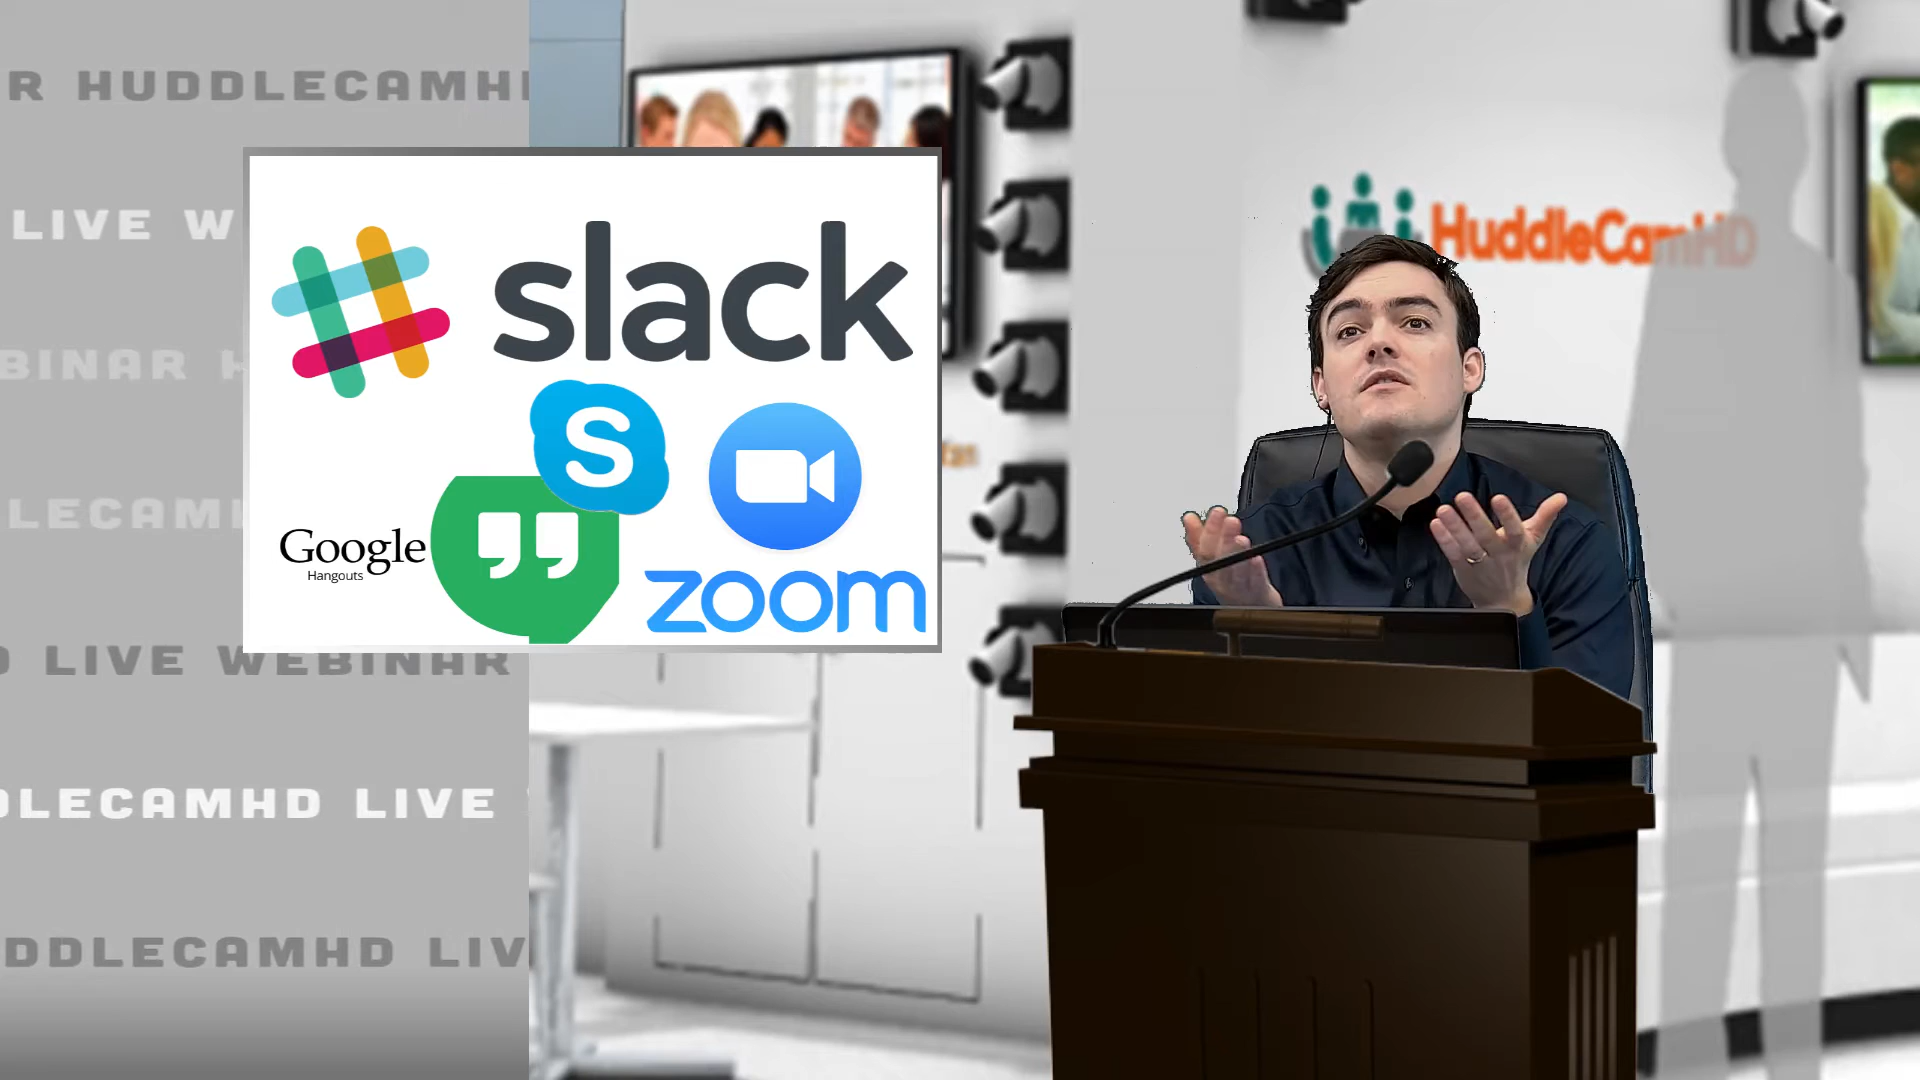 R HUDDLECAMH
LIVE W
BINAR H
LECAM
LIVE WEBINAR
DLECAMHD LIVE
DDLECAMHD LIV
slack
S
Google
Hangouts
zoom
HuddleCamHD